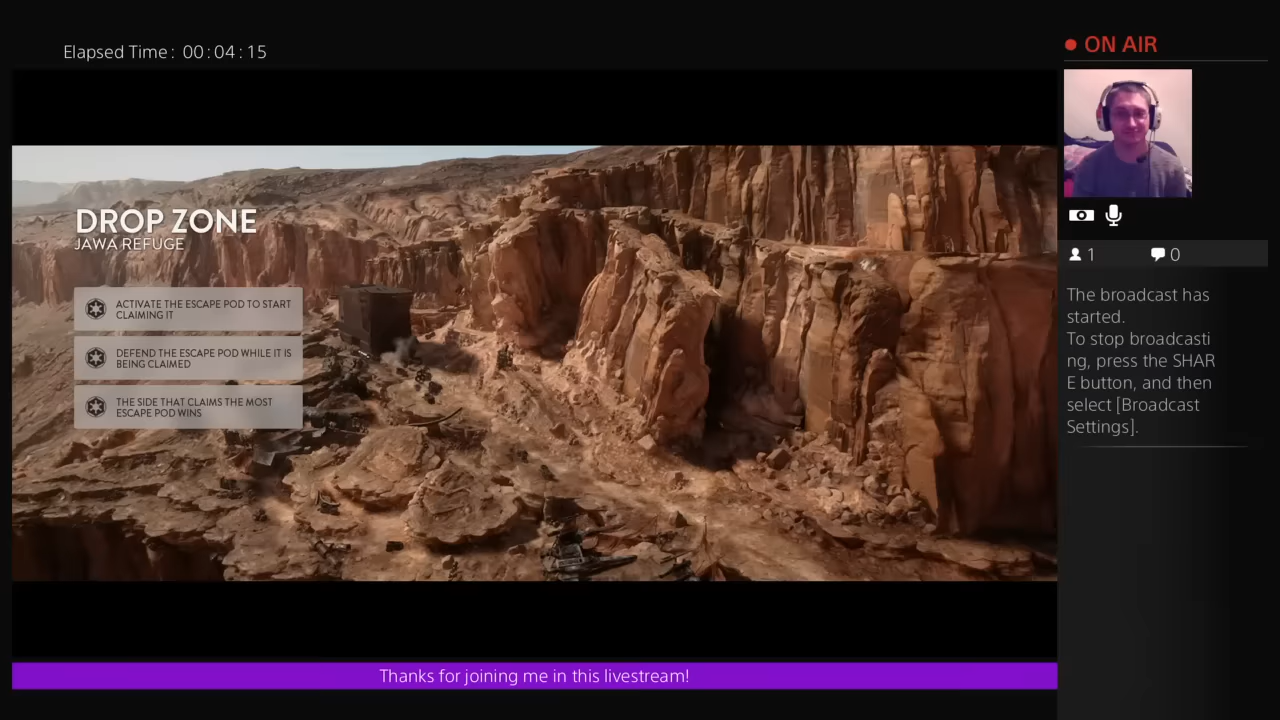 Elapsed Time: 00:04:15
ON AIR
DROP ZONE
JAWA REFUGE
ACTIVATE THE ESCAPE POD TO START
CLAIMING IT
DEFEND THE ESCAPE POD WHILE IT IS
BEING CLAIMED
THE SIDE THAT CLAIMS THE MOST
ESCAPE POD WINS
1
0
The broadcast has
started.
To stop broadcasti
ng, press the SHAR
E button, and then
select [Broadcast
Settings].
Thanks for joining me in this livestream!